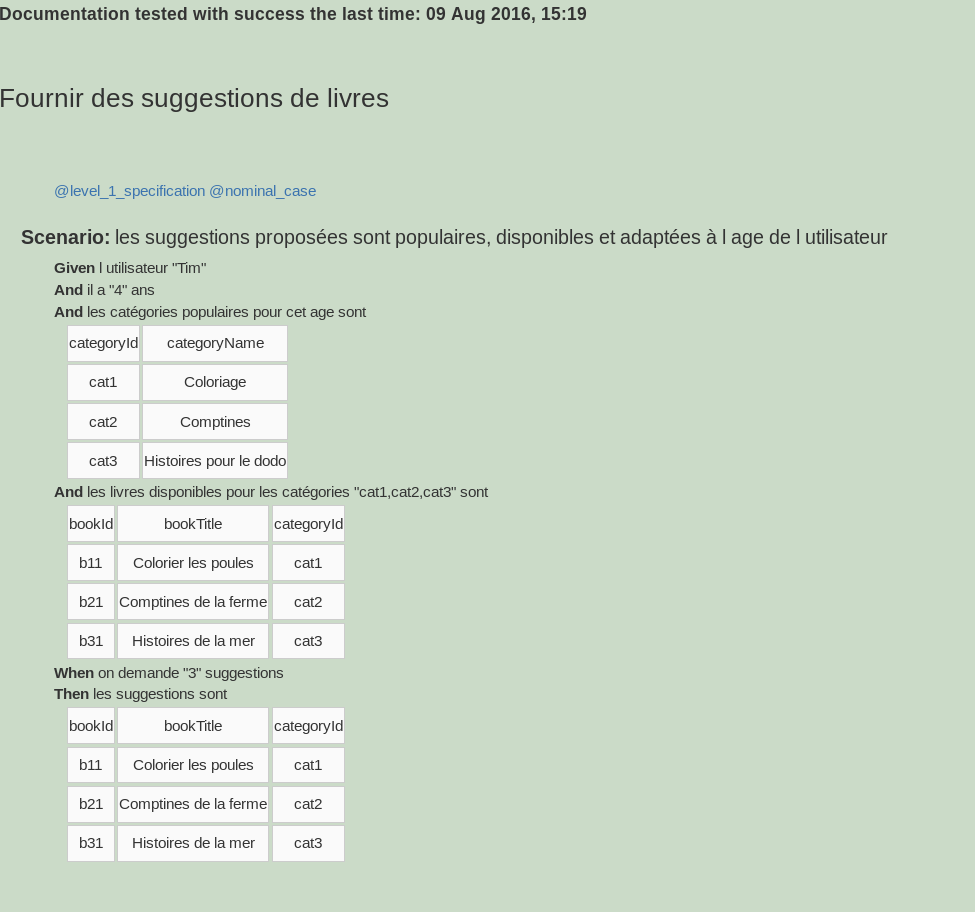 Documentation tested with success the last time: 09 Aug 2016, 15:19
Fournir des suggestions de livres
@level_1_specification @nominal_case
Scenario: les suggestions proposées sont populaires, disponibles et adaptées à l age de l utilisateur
Given l utilisateur "Tim"
And il a "4" ans
And les catégories populaires pour cet age sont
categoryId categoryName
cat1 Coloriage
cat2 Comptines
cat3 Histoires pour le dodo
And les livres disponibles pour les catégories "cat1,cat2,cat3" sont
bookId bookTitle categoryId
b11 Colorier les poules cat1
b21 Comptines de la ferme cat2
b31 Histoires de la mer cat3
When on demande "3" suggestions
Then les suggestions sont
bookId bookTitle categoryId
b11 Colorier les poules cat1
b21 Comptines de la ferme cat2
b31 Histoires de la mer cat3